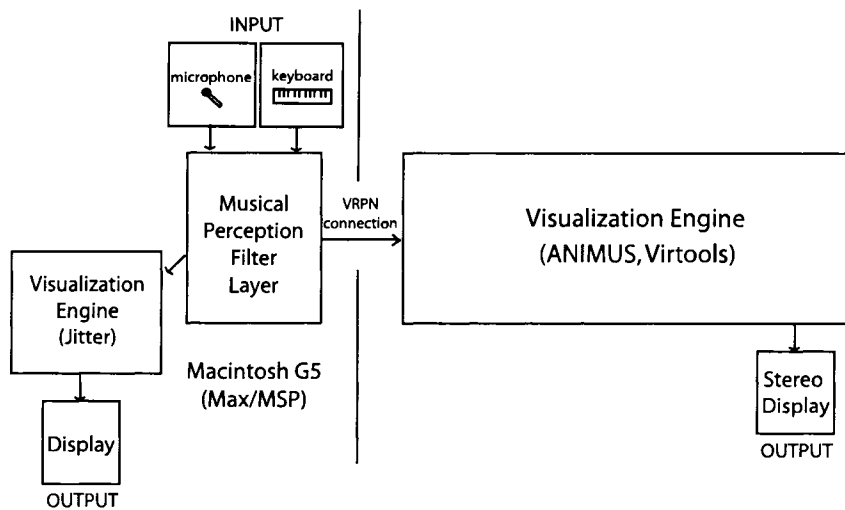 INPUT
microphone
keyboard
Musical
Perception
Filter
Layer
VRPN
connection
Visualization Engine
(ANIMUS, Virtools)
Visualization
Engine
(Jitter)
Macintosh G5
(Max/MSP)
Stereo
Display
OUTPUT
Display
OUTPUT